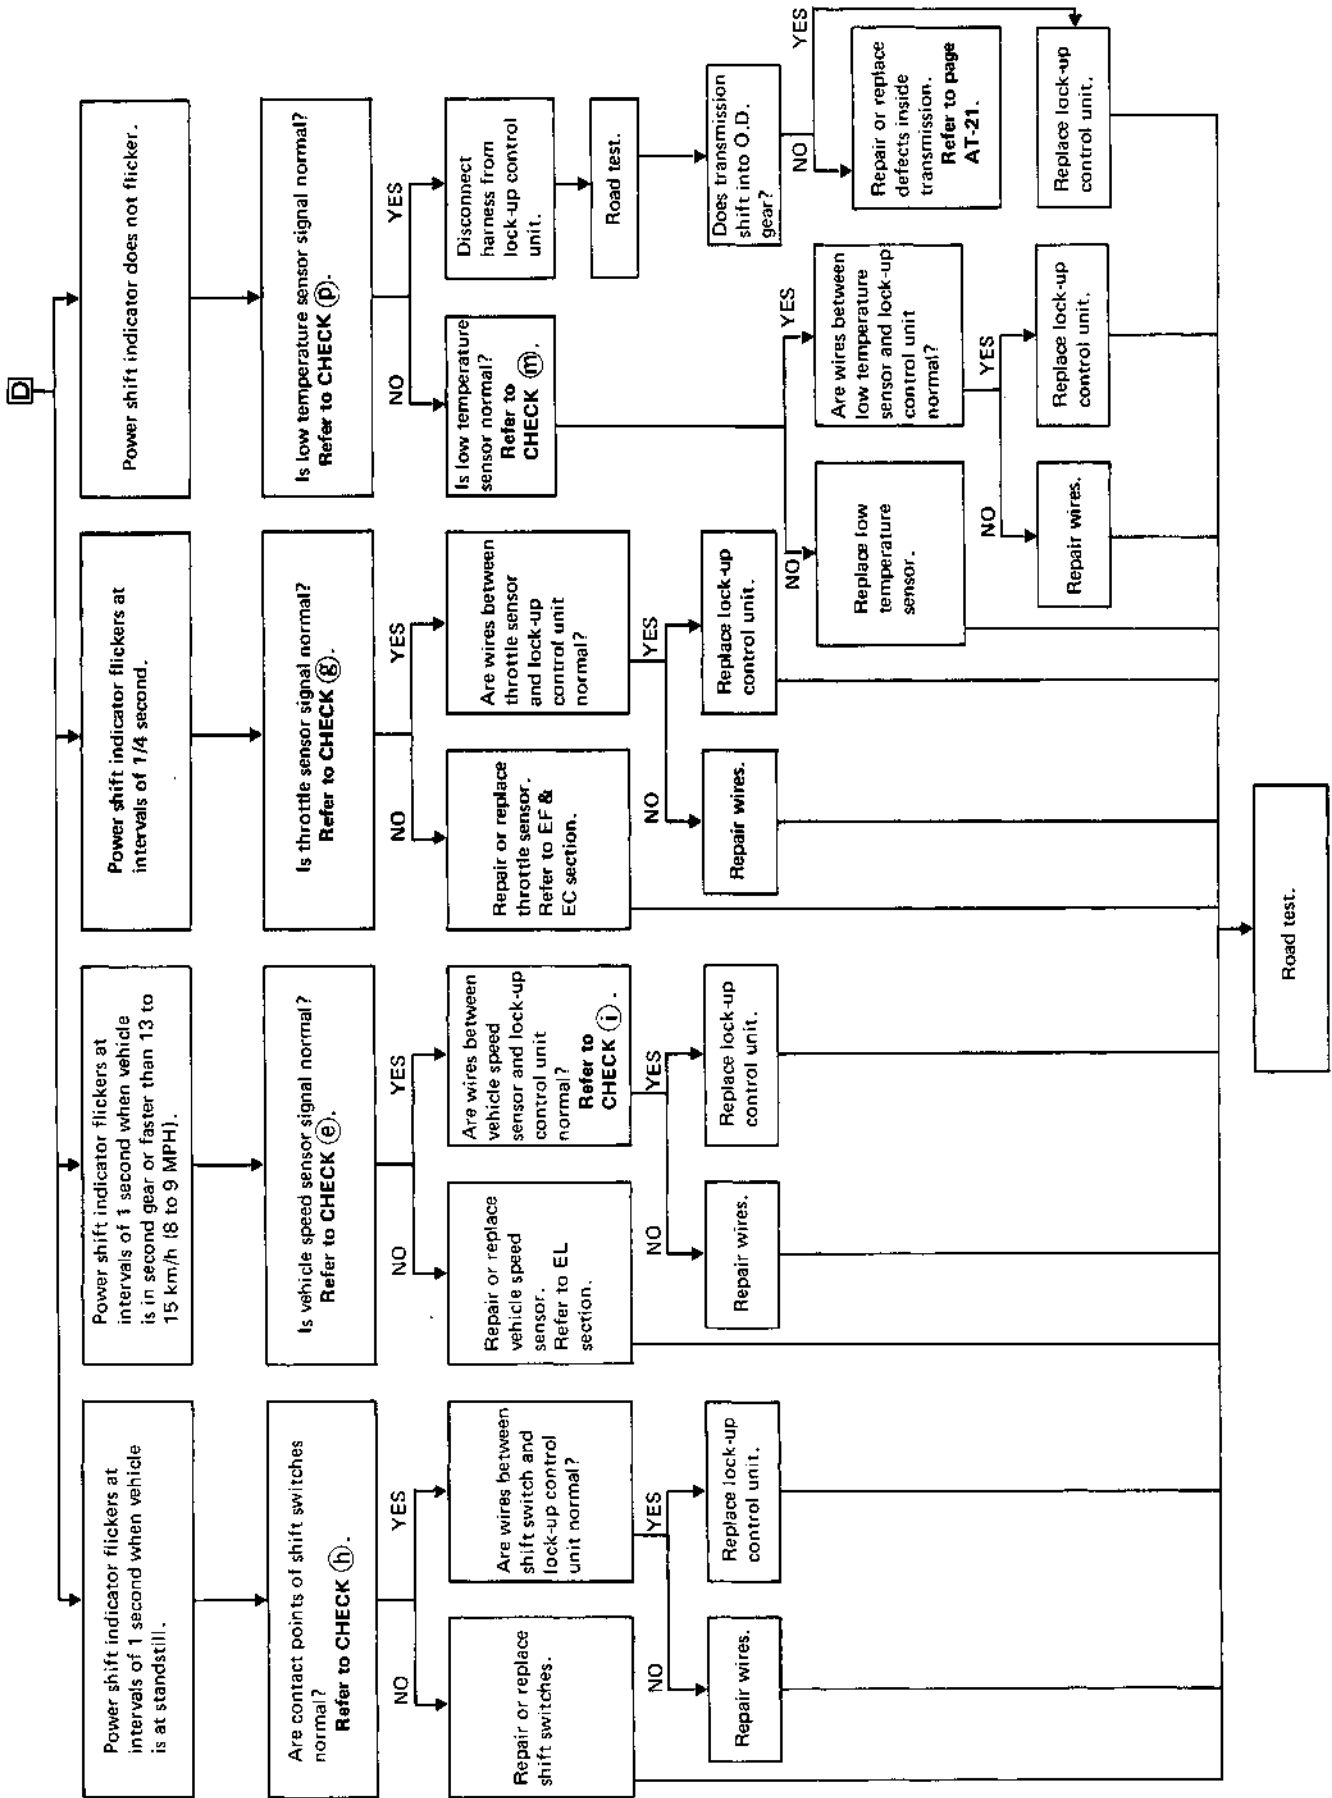 D
Power shift indicator flickers at
intervals of 1 second when vehicle
is at standstill.
Are contact points of shift switches
normal?
Refer to CHECK (h).
NO
YES
Repair or replace
shift switches.
Are wires between
shift switch and
lock-up control
unit normal?
NO
YES
Repair wires.
Replace lock-up
control unit.
Power shift indicator flickers at
intervals of 1 second when vehicle
is in second gear or faster than 13 to
15 km/h (8 to 9 MPH).
Is vehicle speed sensor signal normal?
Refer to CHECK (e).
NO
YES
Repair or replace
vehicle speed
sensor.
Refer to EL
section.
Are wires between
vehicle speed
sensor and lock-up
control unit
normal?
Refer to
CHECK (i).
NO
YES
Repair wires.
Replace lock-up
control unit.
Power shift indicator flickers at
intervals of 1/4 second.
Is throttle sensor signal normal?
Refer to CHECK (g).
NO
YES
Repair or replace
throttle sensor.
Refer to EF &
EC section.
Are wires between
throttle sensor
and lock-up
control unit
normal?
NO
YES
Repair wires.
Replace lock-up
control unit.
Power shift indicator does not flicker.
Is low temperature sensor signal normal?
Refer to CHECK (p).
NO
YES
Is low temperature
sensor normal?
Refer to
CHECK (m).
Disconnect
harness from
lock-up control
unit.
Road test.
Does transmission
shift into O.D.
gear?
NO
YES
Repair or replace
defects inside
transmission.
Refer to page
AT-21.
Replace lock-up
control unit.
NO
YES
Replace low
temperature
sensor.
Are wires between
low temperature
sensor and lock-up
control unit
normal?
NO
YES
Repair wires.
Replace lock-up
control unit.
Road test.